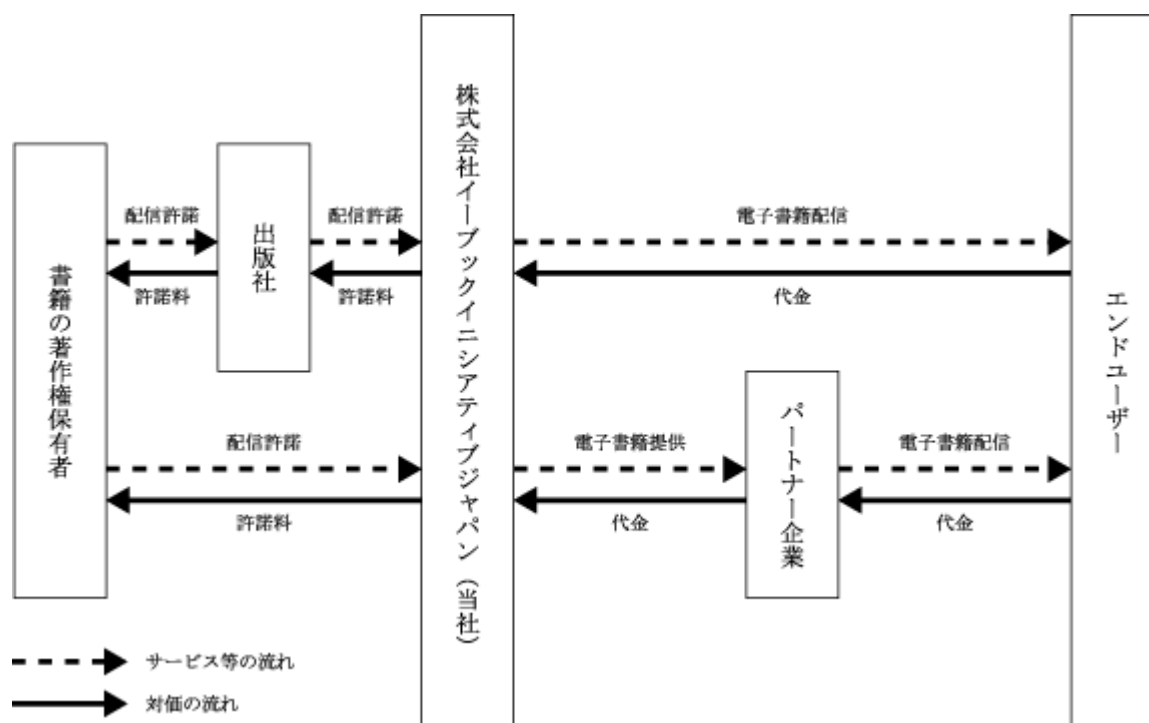 書籍の著作権保有者
配信許諾
許諾料
出版社
配信許諾
許諾料
配信許諾
許諾料
株式会社イーブックイニシアティブジャパン（当社）
電子書籍配信
代金
電子書籍提供
代金
パートナー企業
電子書籍配信
代金
エンドユーザー
サービス等の流れ
対価の流れ